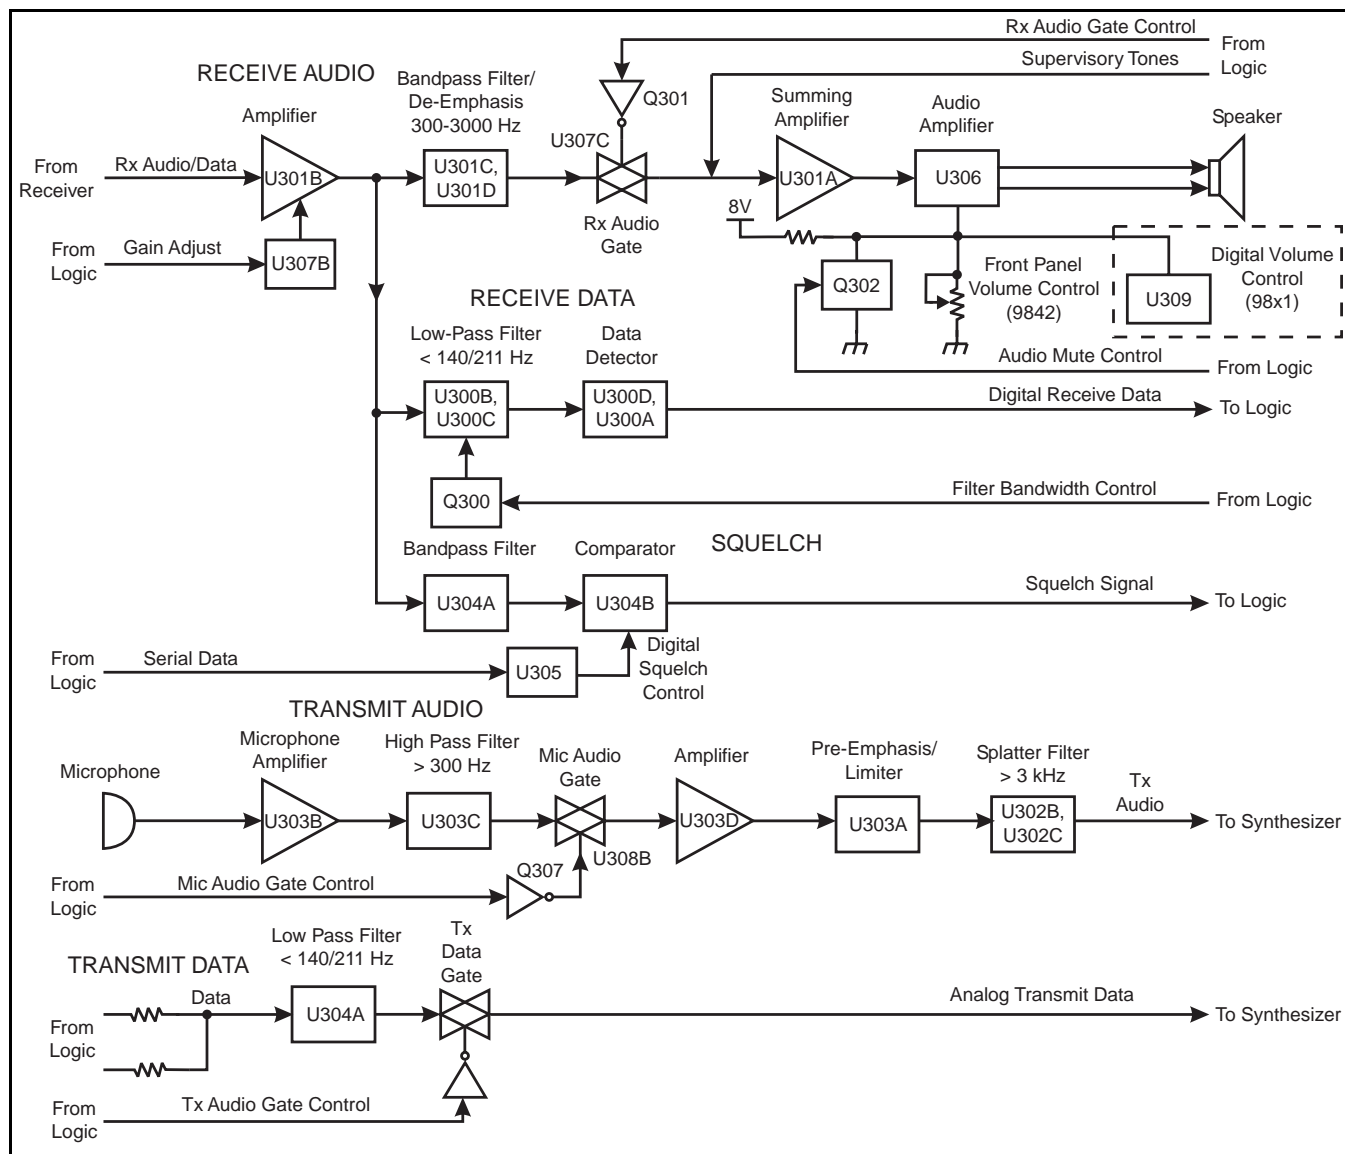 Rx Audio Gate Control
From
Logic
Supervisory Tones
RECEIVE AUDIO
Bandpass Filter/
De-Emphasis
300-3000 Hz
Q301
Summing
Amplifier
Audio
Amplifier
Speaker
Amplifier
U307C
From
Receiver
Rx Audio/Data
U301B
U301C,
U301D
U301A
U306
Rx Audio
Gate
8V
From
Logic
Gain Adjust
U307B
Q302
Front Panel
Volume Control
(9842)
Digital Volume
Control
(98x1)
U309
RECEIVE DATA
Low-Pass Filter
< 140/211 Hz
Data
Detector
Audio Mute Control
From Logic
U300B,
U300C
U300D,
U300A
Digital Receive Data
To Logic
Q300
Filter Bandwidth Control
From Logic
Bandpass Filter
Comparator
SQUELCH
U304A
U304B
Squelch Signal
To Logic
From
Logic
Serial Data
U305
Digital
Squelch
Control
TRANSMIT AUDIO
Microphone
Microphone
Amplifier
High Pass Filter
> 300 Hz
Mic Audio
Gate
Amplifier
Pre-Emphasis/
Limiter
Splatter Filter
> 3 kHz
Tx
Audio
U303B
U303C
U303D
U303A
U302B,
U302C
To Synthesizer
U308B
From
Logic
Mic Audio Gate Control
Q307
TRANSMIT DATA
Low Pass Filter
< 140/211 Hz
Tx
Data
Gate
Data
U304A
Analog Transmit Data
To Synthesizer
From
Logic
From
Logic
Tx Audio Gate Control